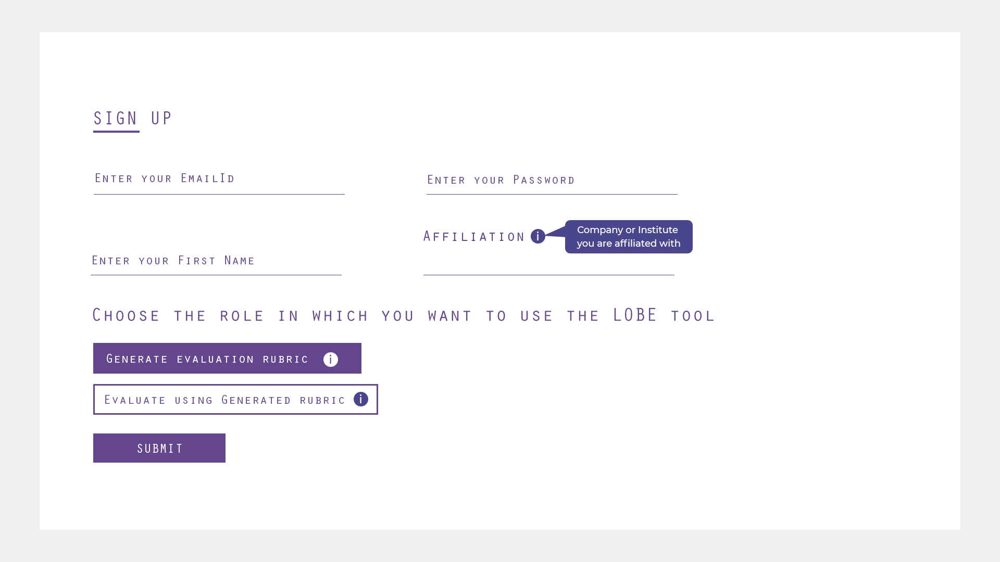 SIGN UP
Enter your EmailId
Enter your Password
Affiliation i
Company or Institute
you are affiliated with
Enter your First Name
Choose the role in which you want to use the LOBE tool
Generate evaluation rubric i
Evaluate using Generated rubric i
SUBMIT